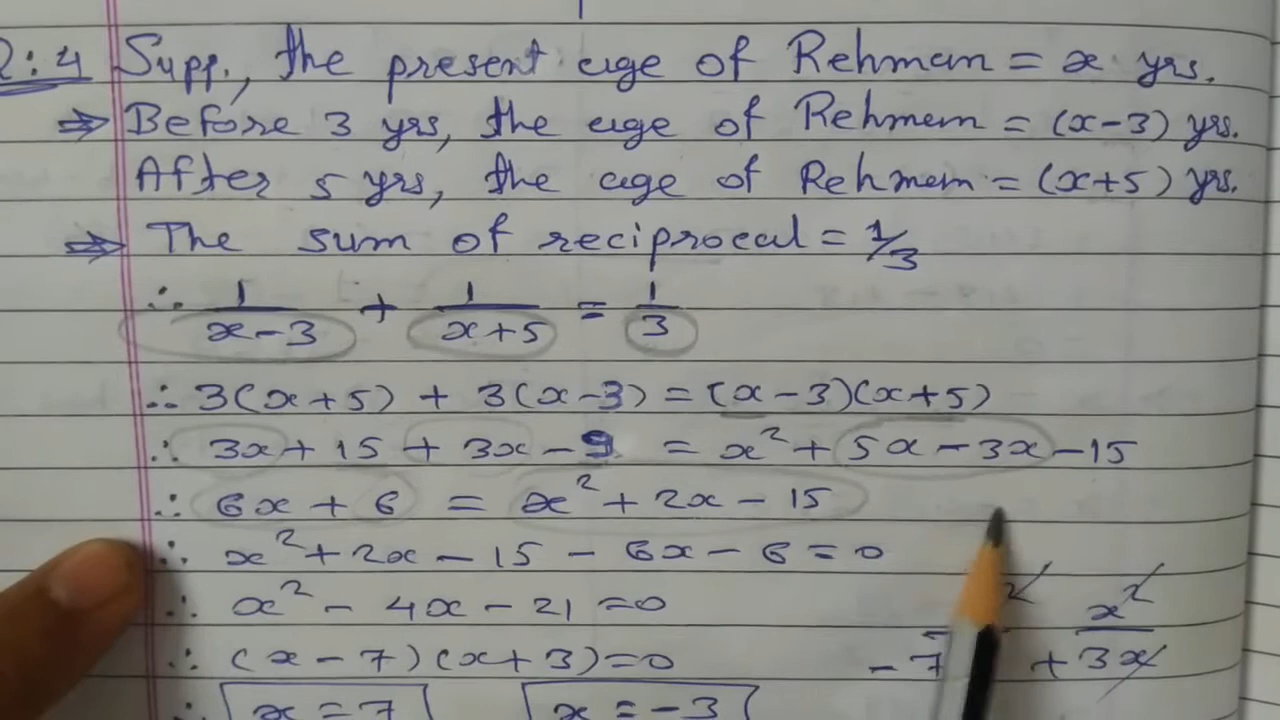 Q:4 Supp., the present age of Rehman = x yrs.
⇒ Before 3 yrs, the age of Rehman = (x-3) yrs.
After 5 yrs, the age of Rehman = (x+5) yrs.
⇒ The sum of reciprocal = 1/3
∴ 1/(x-3) + 1/(x+5) = 1/3
∴ 3(x+5) + 3(x-3) = (x-3)(x+5)
∴ 3x + 15 + 3x - 9 = x² + 5x - 3x - 15
∴ 6x + 6 = x² + 2x - 15
∴ x² + 2x - 15 - 6x - 6 = 0
∴ x² - 4x - 21 = 0
∴ (x-7)(x+3) = 0
-7 x²/+3x
∴ x = 7 x = -3